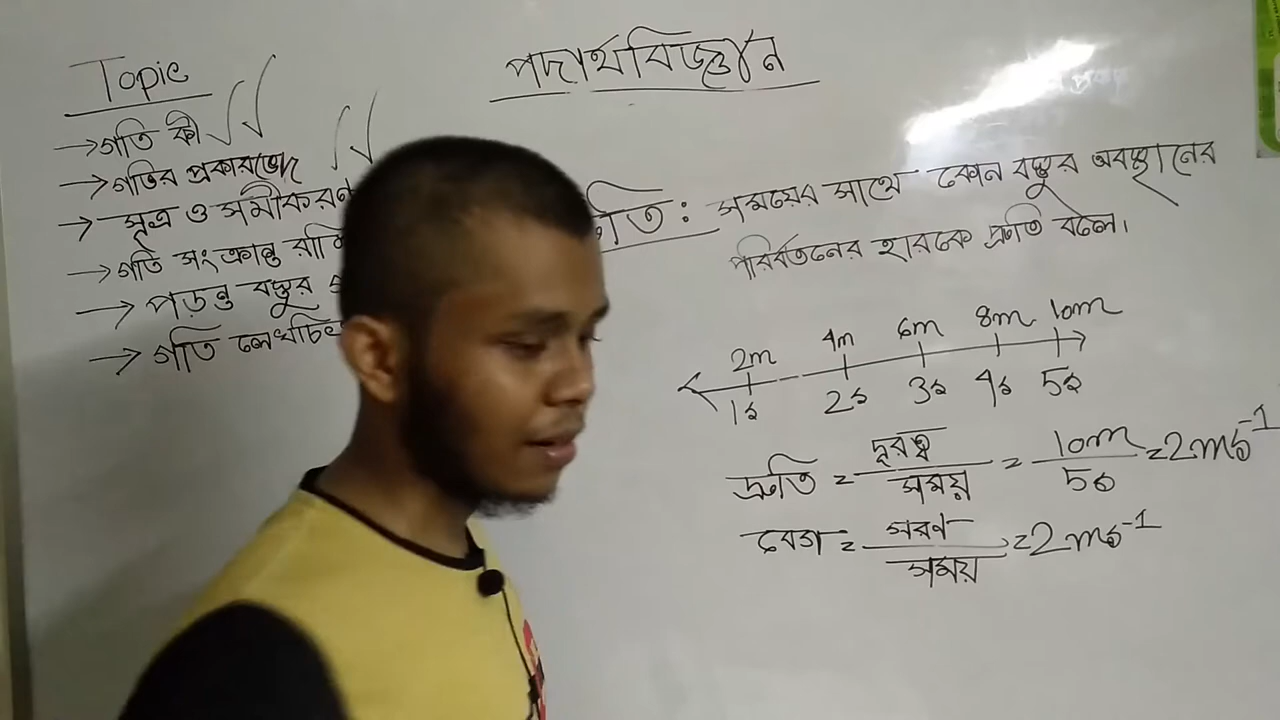 পদার্থবিজ্ঞান
Topic
→গতি কী
→গতির প্রকারভেদ
→ সূত্র ও সমীকরণ
→গতি সংক্রান্ত
→ পড়ন্ত বস্তুর
→ গতি লেখচিত্র
সময়ের সাথে কোন বস্তুর অবস্থানের
পরিবর্তনের হারকে দ্রুতি বলে।
2m 4m 6m 8m 10m
1s 2s 3s 4s 5s
দ্রুতি = দূরত্ব / সময় = 10m / 5s = 2ms⁻¹
বেগ = সরণ / সময় = 2ms⁻¹